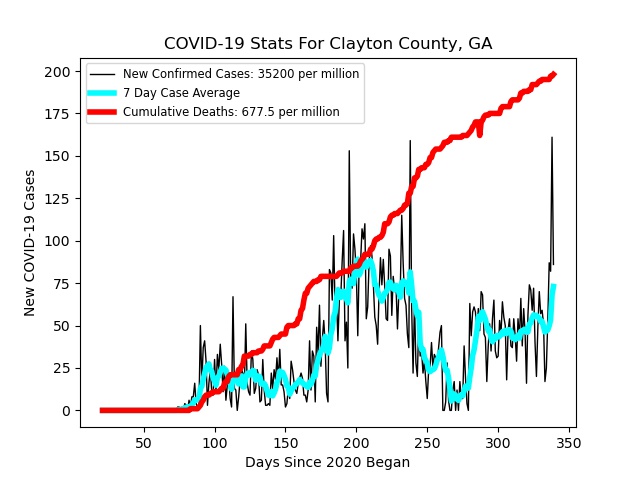 COVID-19 Stats For Clayton County, GA
New Confirmed Cases: 35200 per million
7 Day Case Average
Cumulative Deaths: 677.5 per million
New COVID-19 Cases
200
175
150
125
100
75
50
25
0
50 100 150 200 250 300 350
Days Since 2020 Began